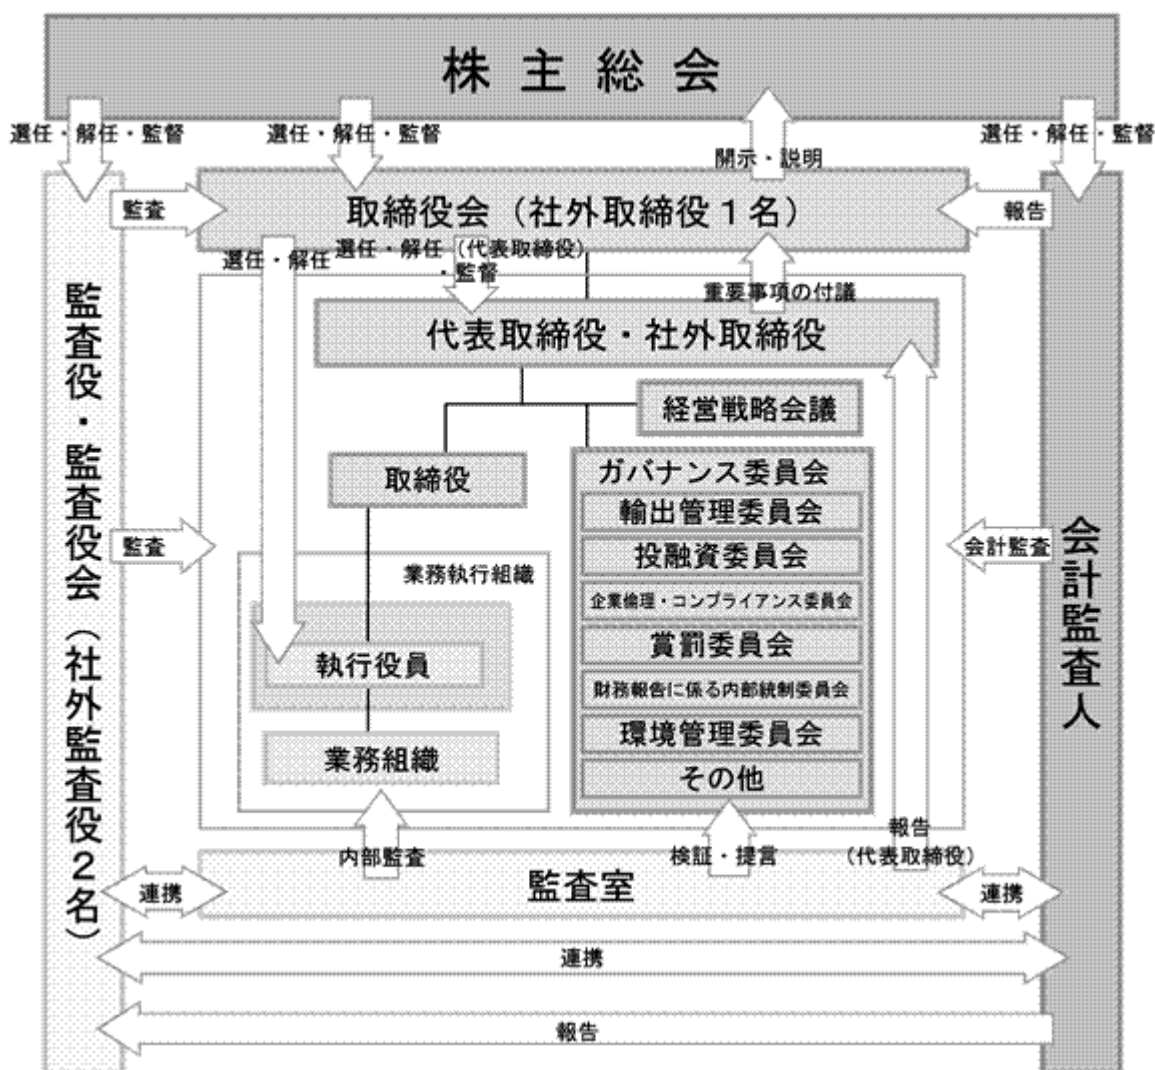 株主総会
選任・解任・監督
選任・解任・監督
開示・説明
選任・解任・監督
監査
取締役会（社外取締役１名）
報告
選任・解任
選任・解任（代表取締役）
・監督
重要事項の付議
代表取締役・社外取締役
経営戦略会議
取締役
ガバナンス委員会
輸出管理委員会
投融資委員会
企業倫理・コンプライアンス委員会
賞罰委員会
財務報告に係る内部統制委員会
環境管理委員会
その他
監査
会計監査
業務執行組織
執行役員
業務組織
内部監査
検証・提言
報告
（代表取締役）
監査室
連携
連携
連携
報告
監査役・監査役会（社外監査役２名）
会計監査人